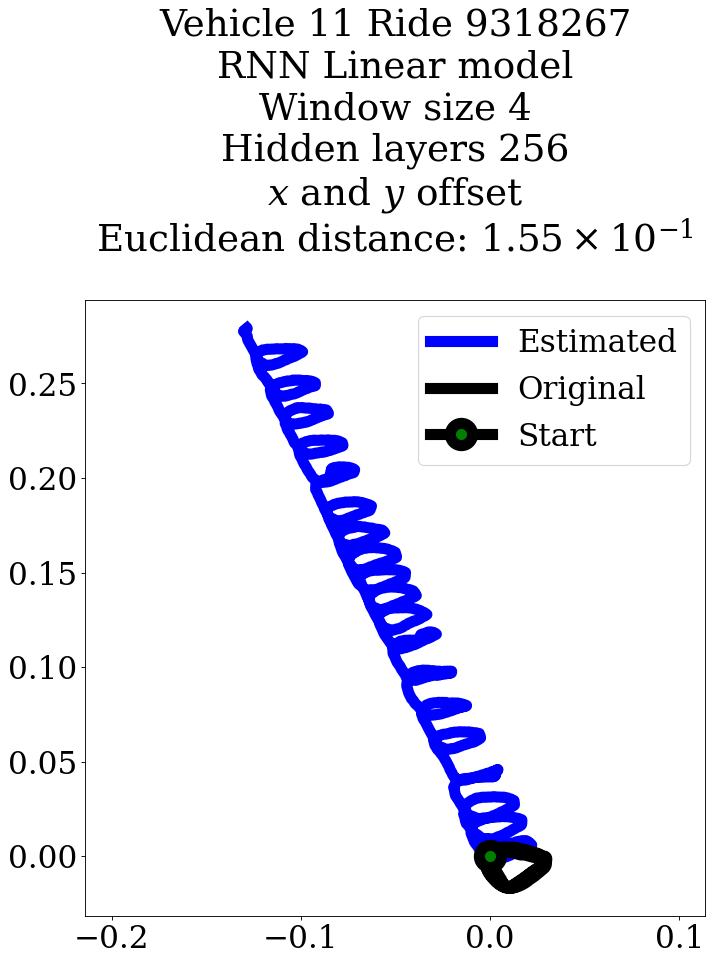 Vehicle 11 Ride 9318267
RNN Linear model
Window size 4
Hidden layers 256
x and y offset
Euclidean distance: 1.55 × 10⁻¹
Estimated
Original
Start
0.25
0.20
0.15
0.10
0.05
0.00
−0.2
−0.1
0.0
0.1